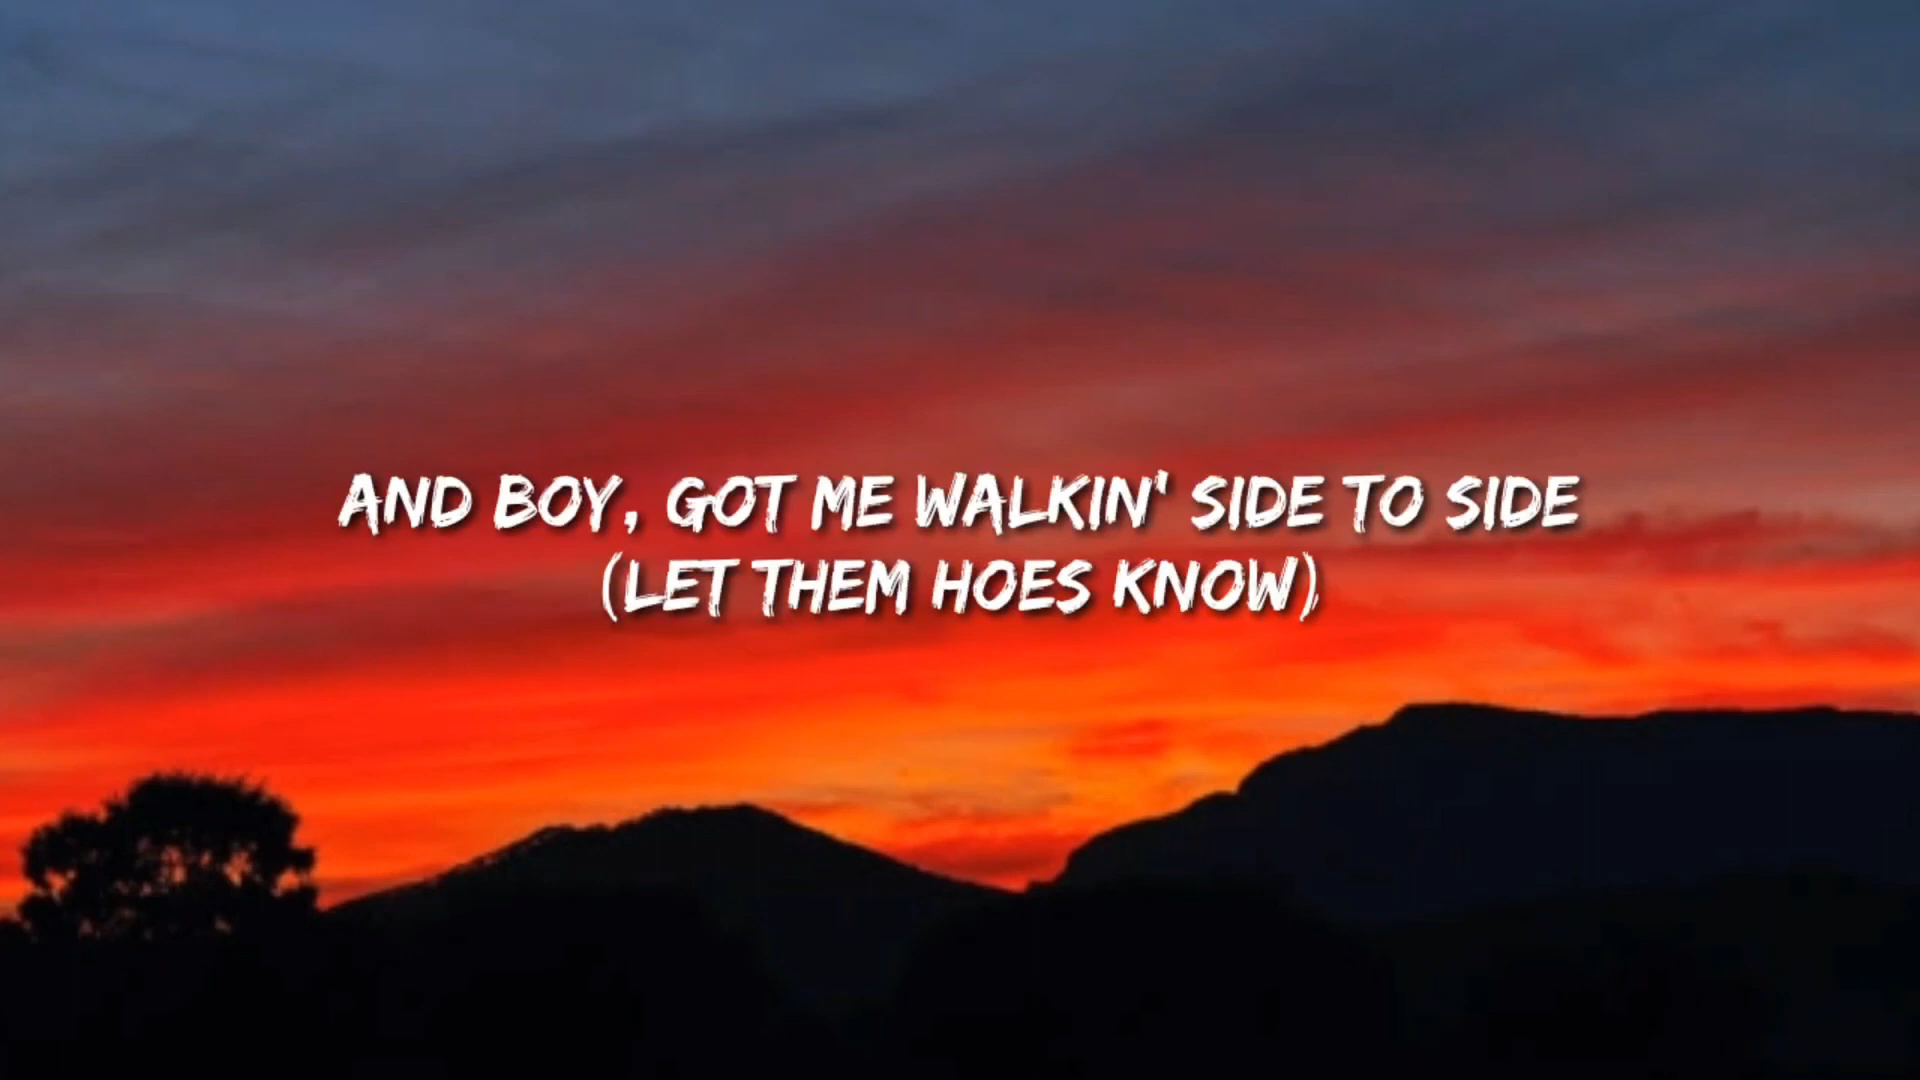 AND BOY, GOT ME WALKIN' SIDE TO SIDE
(LET THEM HOES KNOW)